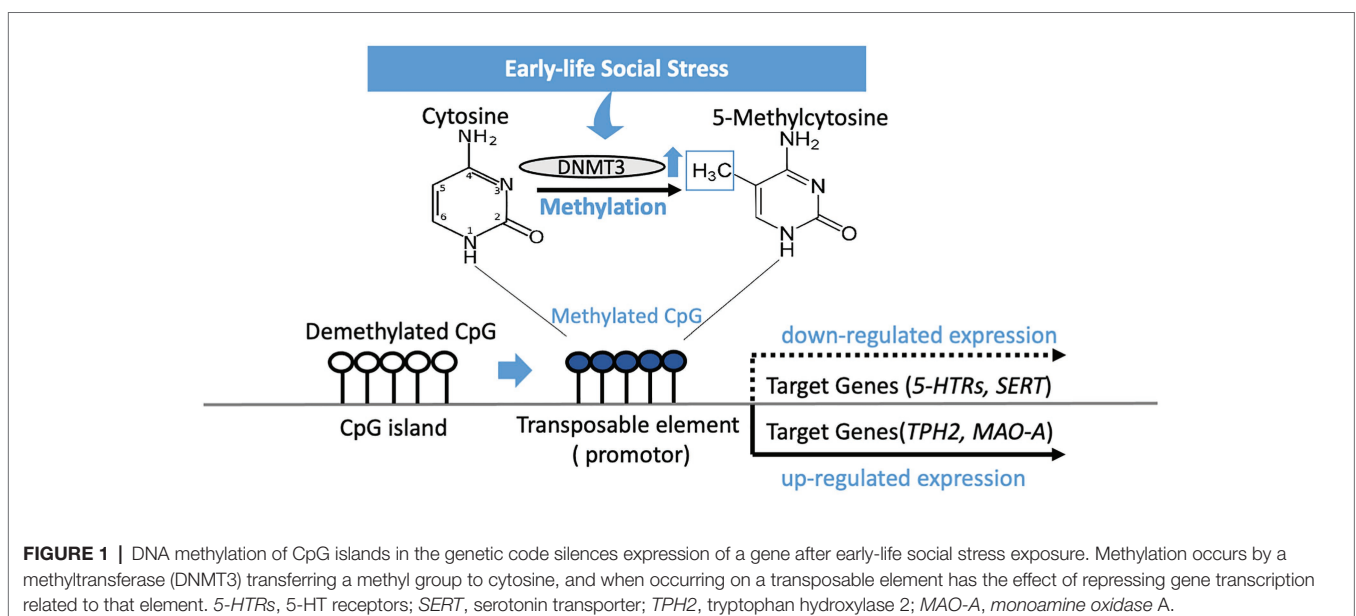 Early-life Social Stress
Cytosine
5-Methylcytosine
NH2
NH2
DNMT3
H3C
4
5
3
N
N
Methylation
6
2
1
N
H
O
N
H
O
Methylated CpG
Demethylated CpG
down-regulated expression
Target Genes (5-HTRs, SERT)
CpG island
Transposable element
( promotor)
Target Genes(TPH2, MAO-A)
up-regulated expression
FIGURE 1 | DNA methylation of CpG islands in the genetic code silences expression of a gene after early-life social stress exposure. Methylation occurs by a
methyltransferase (DNMT3) transferring a methyl group to cytosine, and when occurring on a transposable element has the effect of repressing gene transcription
related to that element. 5-HTRs, 5-HT receptors; SERT, serotonin transporter; TPH2, tryptophan hydroxylase 2; MAO-A, monoamine oxidase A.